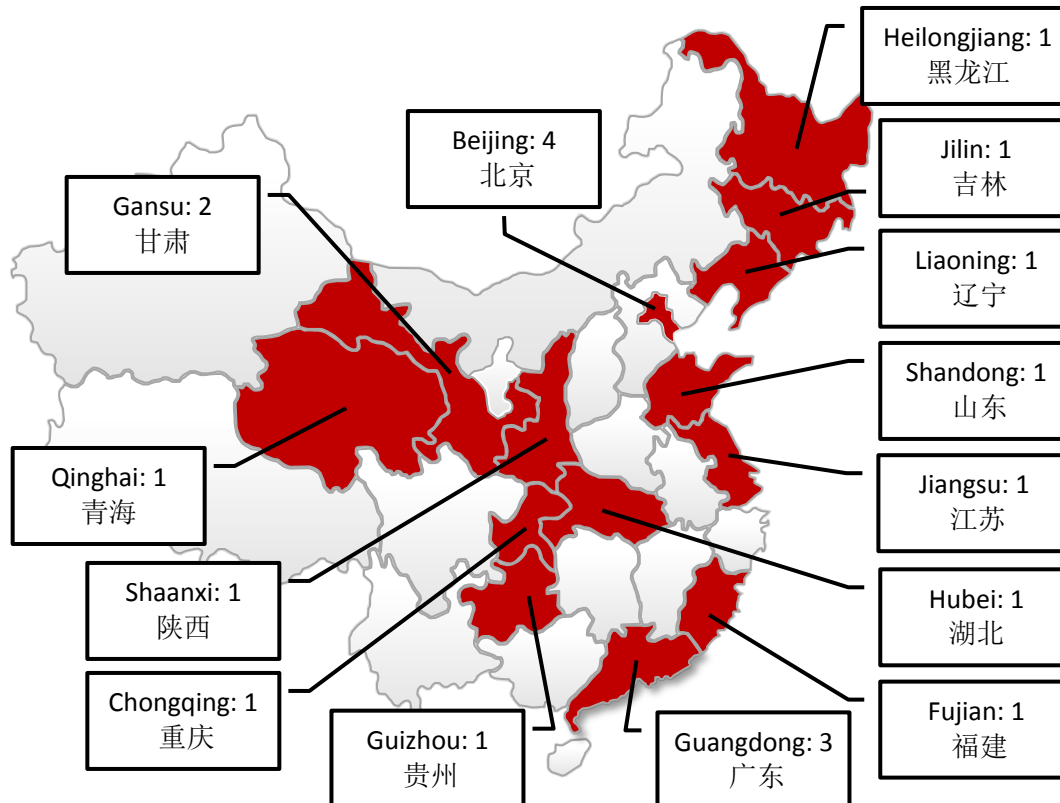 Heilongjiang: 1
黑龙江
Beijing: 4
北京
Jilin: 1
吉林
Gansu: 2
甘肃
Liaoning: 1
辽宁
Shandong: 1
山东
Qinghai: 1
青海
Jiangsu: 1
江苏
Shaanxi: 1
陕西
Hubei: 1
湖北
Chongqing: 1
重庆
Guizhou: 1
贵州
Guangdong: 3
广东
Fujian: 1
福建